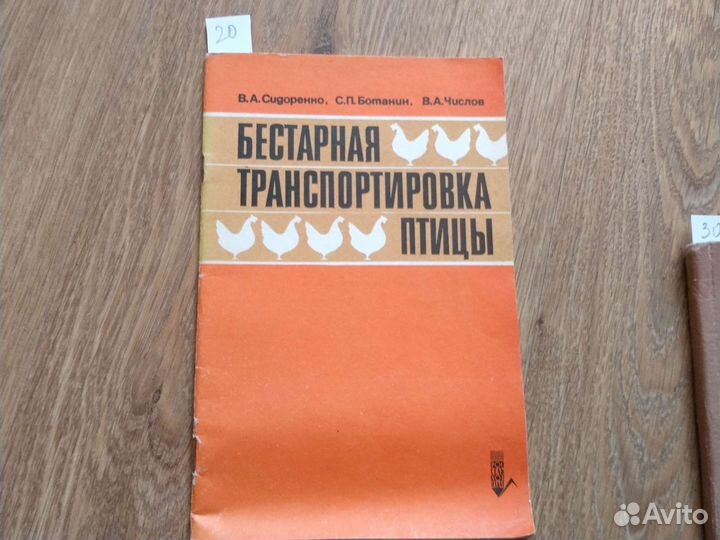 20
В.А.Сидоренко, С.П.Ботанин, В.А.Числов
БЕСТАРНАЯ
ТРАНСПОРТИРОВКА
ПТИЦЫ
30
Avito